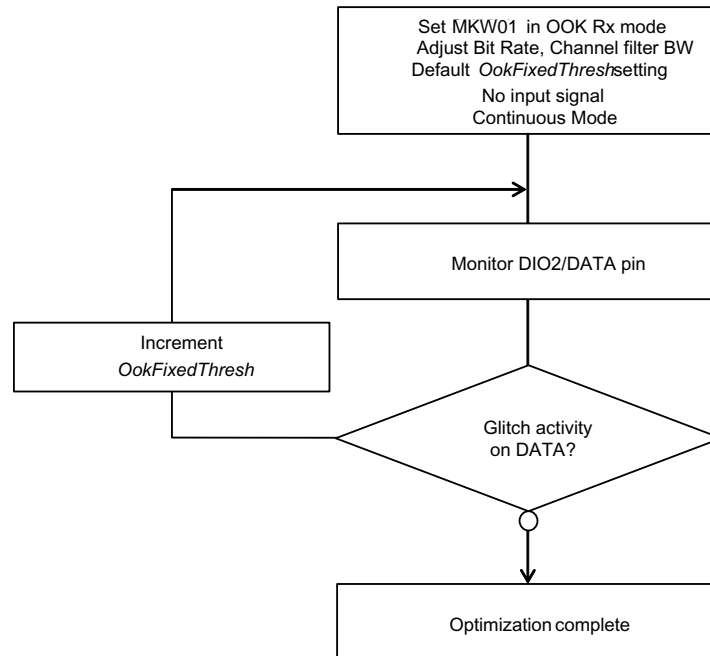 Set MKW01 in OOK Rx mode
Adjust Bit Rate, Channel filter BW
Default OokFixedThreshsetting
No input signal
Continuous Mode
Monitor DIO2/DATA pin
Increment
OokFixedThresh
Glitch activity
on DATA?
Optimization complete